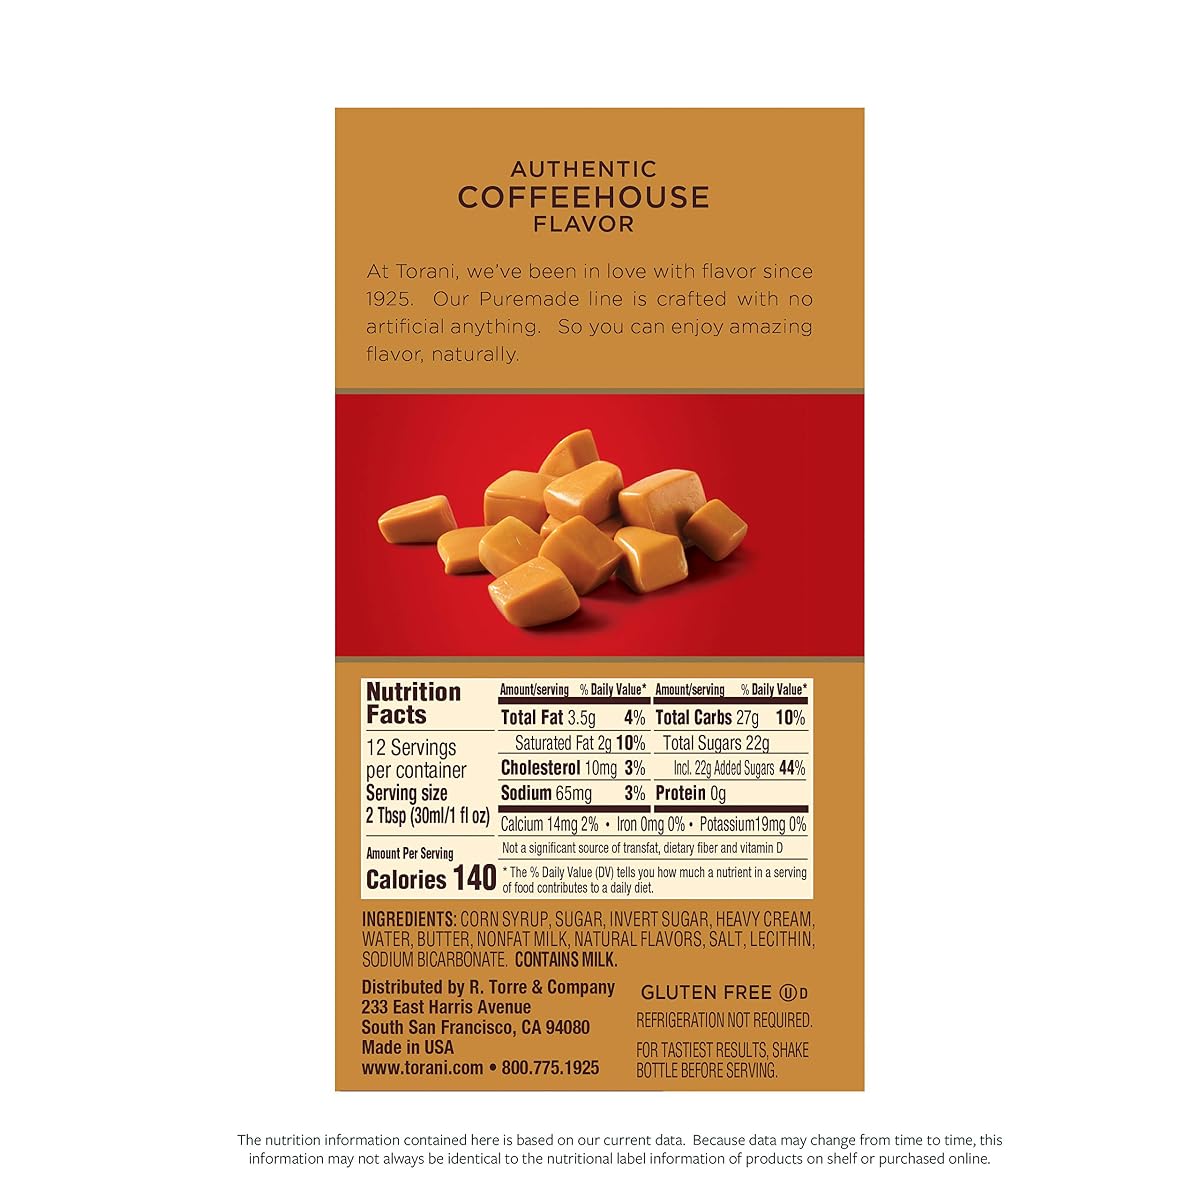 AUTHENTIC
COFFEEHOUSE
FLAVOR
At Torani, we've been in love with flavor since
1925. Our Puremade line is crafted with no
artificial anything. So you can enjoy amazing
flavor, naturally.
Nutrition
Facts
12 Servings
per container
Serving size
2 Tbsp (30ml/1 fl oz)
Amount Per Serving
Calories 140
Amount/serving % Daily Value*
Total Fat 3.5g 4%
Saturated Fat 2g 10%
Cholesterol 10mg 3%
Sodium 65mg 3%
Amount/serving % Daily Value*
Total Carbs 27g 10%
Total Sugars 22g
Incl. 22g Added Sugars 44%
Protein 0g
Calcium 14mg 2% • Iron 0mg 0% • Potassium19mg 0%
Not a significant source of transfat, dietary fiber and vitamin D
* The % Daily Value (DV) tells you how much a nutrient in a serving
of food contributes to a daily diet.
INGREDIENTS: CORN SYRUP, SUGAR, INVERT SUGAR, HEAVY CREAM,
WATER, BUTTER, NONFAT MILK, NATURAL FLAVORS, SALT, LECITHIN,
SODIUM BICARBONATE. CONTAINS MILK.
Distributed by R. Torre & Company
233 East Harris Avenue
South San Francisco, CA 94080
Made in USA
www.torani.com • 800.775.1925
GLUTEN FREE Ⓤ D
REFRIGERATION NOT REQUIRED.
FOR TASTIEST RESULTS, SHAKE
BOTTLE BEFORE SERVING.
The nutrition information contained here is based on our current data. Because data may change from time to time, this
information may not always be identical to the nutritional label information of products on shelf or purchased online.